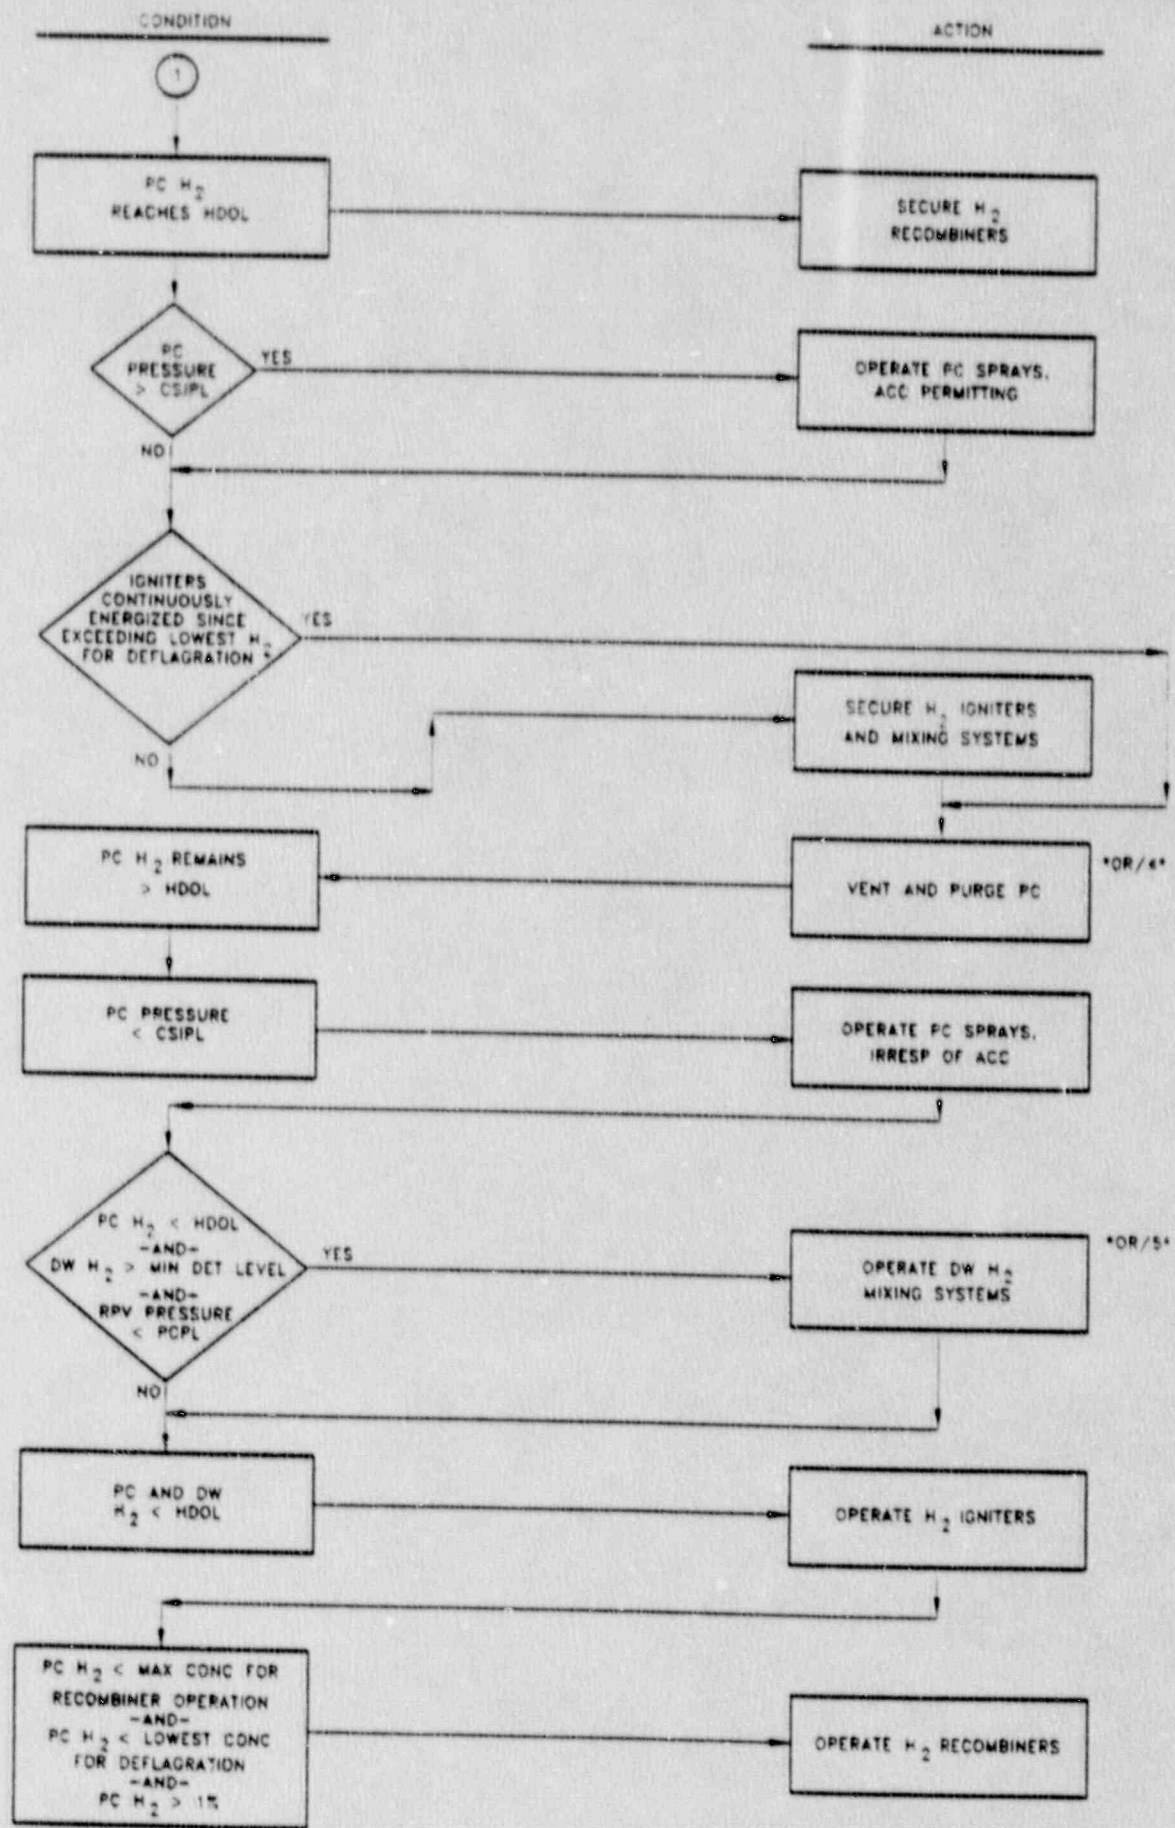 CONDITION
ACTION
1
PC H2
REACHES HDOL
SECURE H2
RECOMBINERS
PC
PRESSURE
> CSIPL
YES
OPERATE PC SPRAYS,
ACC PERMITTING
NO
IGNITERS
CONTINUOUSLY
ENERGIZED SINCE
EXCEEDING LOWEST H2
FOR DEFLAGRATION
YES
SECURE H2 IGNITERS
AND MIXING SYSTEMS
NO
PC H2 REMAINS
> HDOL
VENT AND PURGE PC
*OR/4*
PC PRESSURE
< CSIPL
OPERATE PC SPRAYS,
IRRESP OF ACC
PC H2 < HDOL
-AND-
DW H2 > MIN DET LEVEL
-AND-
RPV PRESSURE
< PCPL
YES
OPERATE DW H2
MIXING SYSTEMS
*OR/5*
NO
PC AND DW
H2 < HDOL
OPERATE H2 IGNITERS
PC H2 < MAX CONC FOR
RECOMBINER OPERATION
-AND-
PC H2 < LOWEST CONC
FOR DEFLAGRATION
-AND-
PC H2 > 1%
OPERATE H2 RECOMBINERS